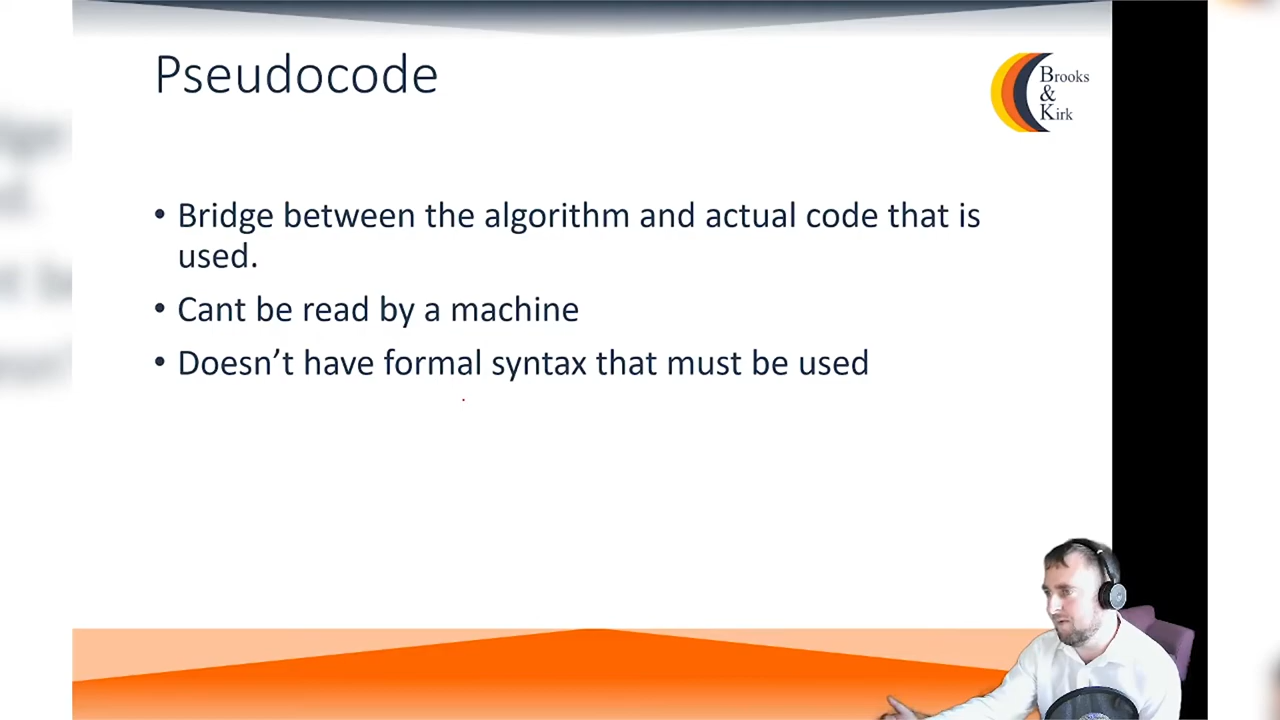 Pseudocode
Brooks
&
Kirk
• Bridge between the algorithm and actual code that is
used.
• Cant be read by a machine
• Doesn’t have formal syntax that must be used